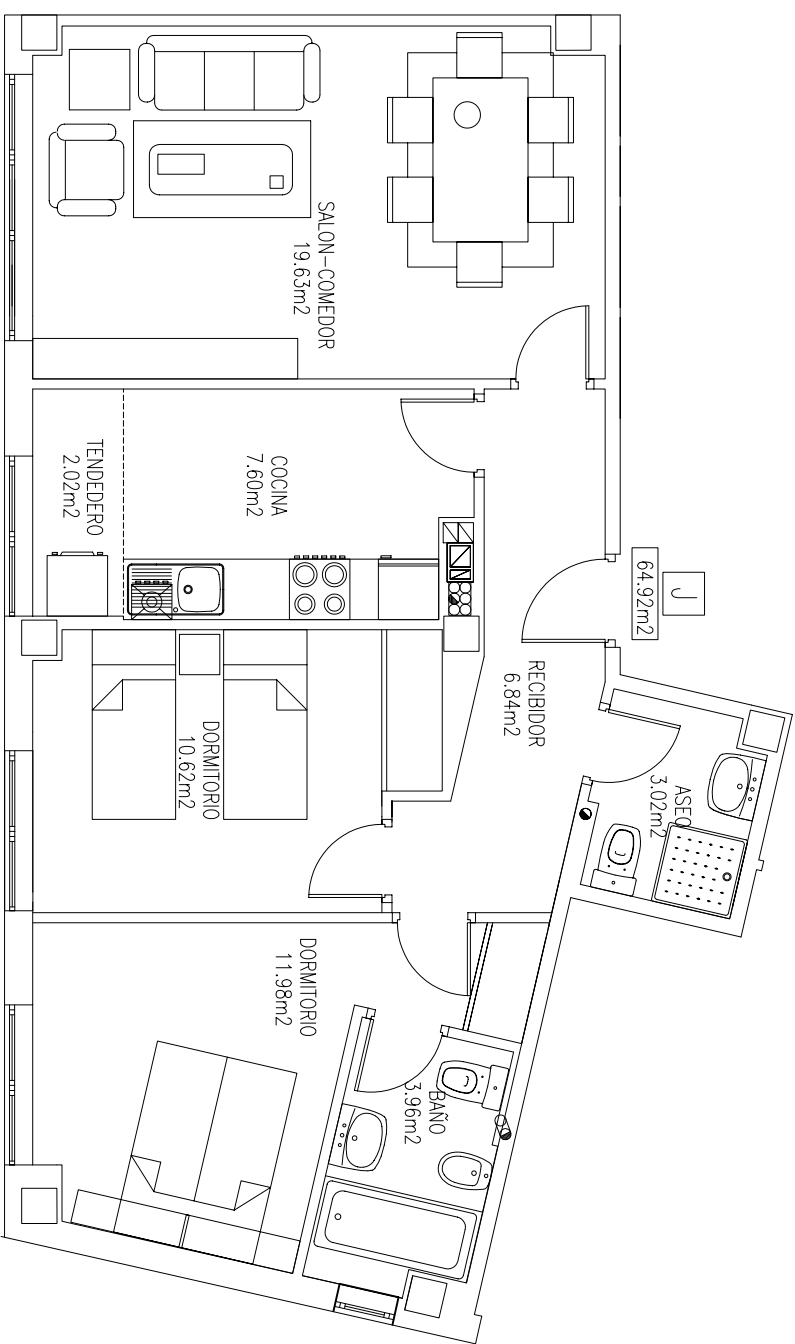 SALON-COMEDOR
19.63m2
COCINA
7.60m2
TENDEDERO
2.02m2
J
64.92m2
RECIBIDOR
6.84m2
ASEO
3.02m2
DORMITORIO
10.62m2
DORMITORIO
11.98m2
BAÑO
3.96m2